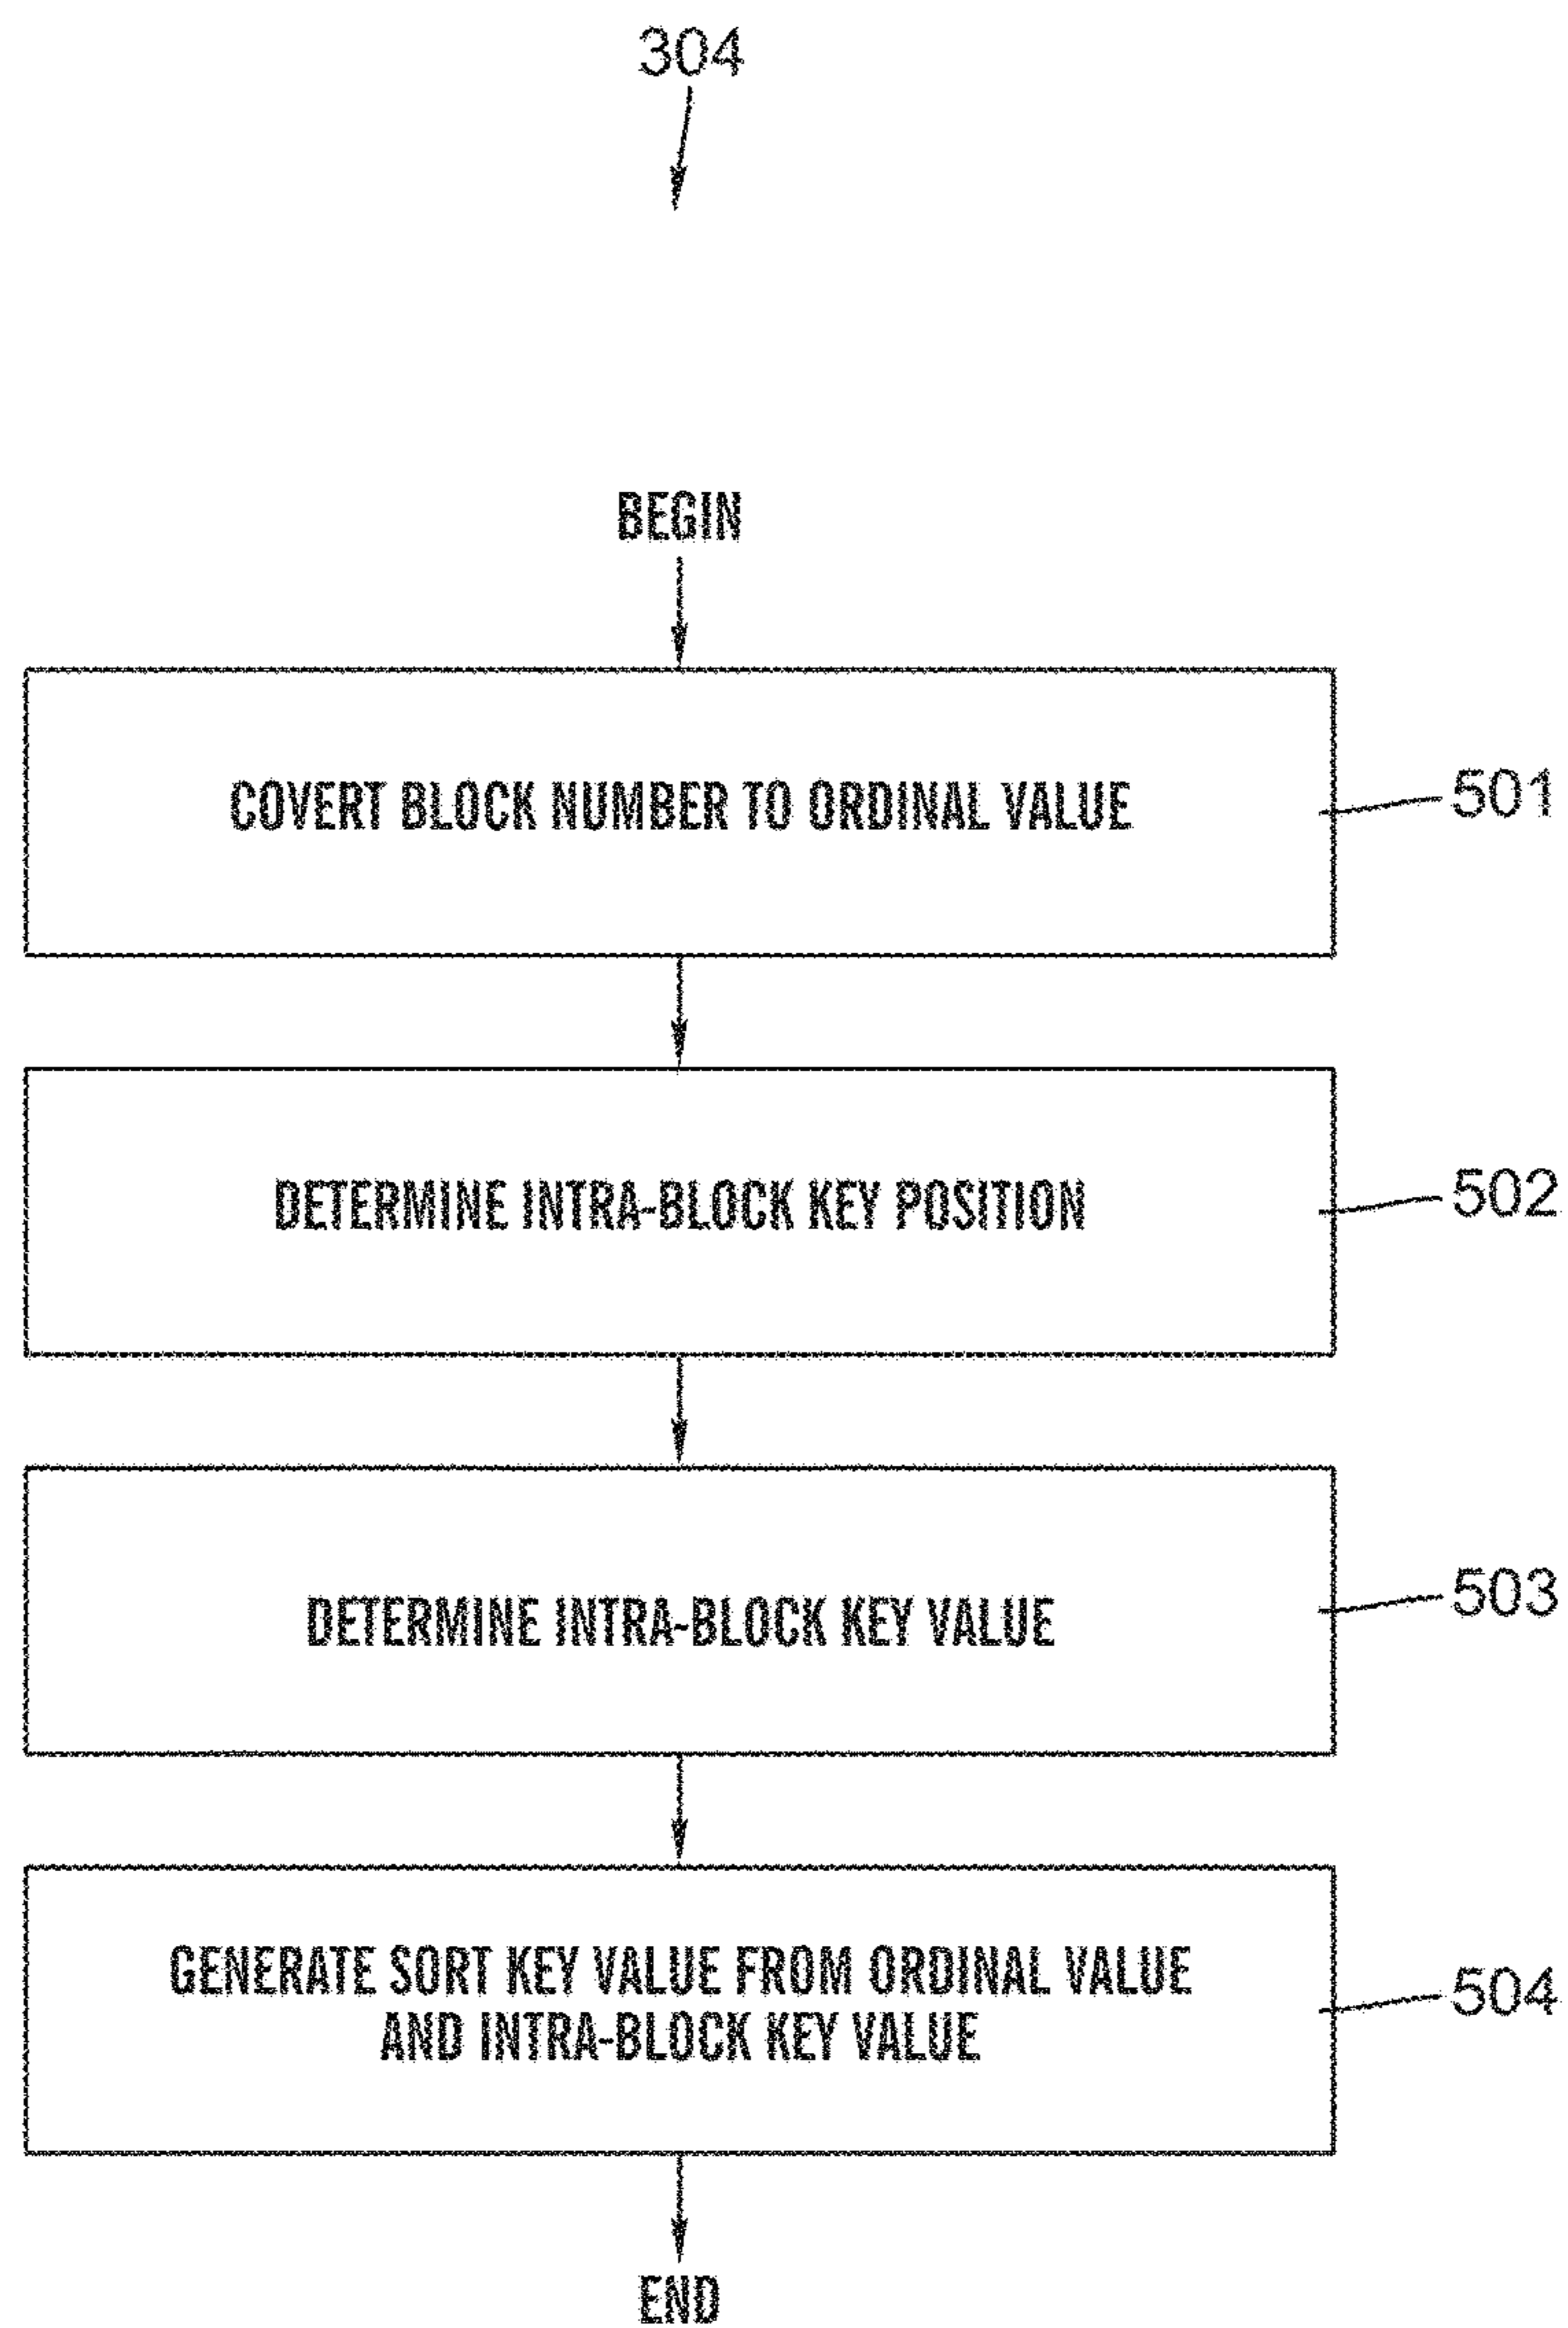 304
BEGIN
COVERT BLOCK NUMBER TO ORDINAL VALUE
501
DETERMINE INTRA-BLOCK KEY POSITION
502
DETERMINE INTRA-BLOCK KEY VALUE
503
GENERATE SORT KEY VALUE FROM ORDINAL VALUE
AND INTRA-BLOCK KEY VALUE
504
END